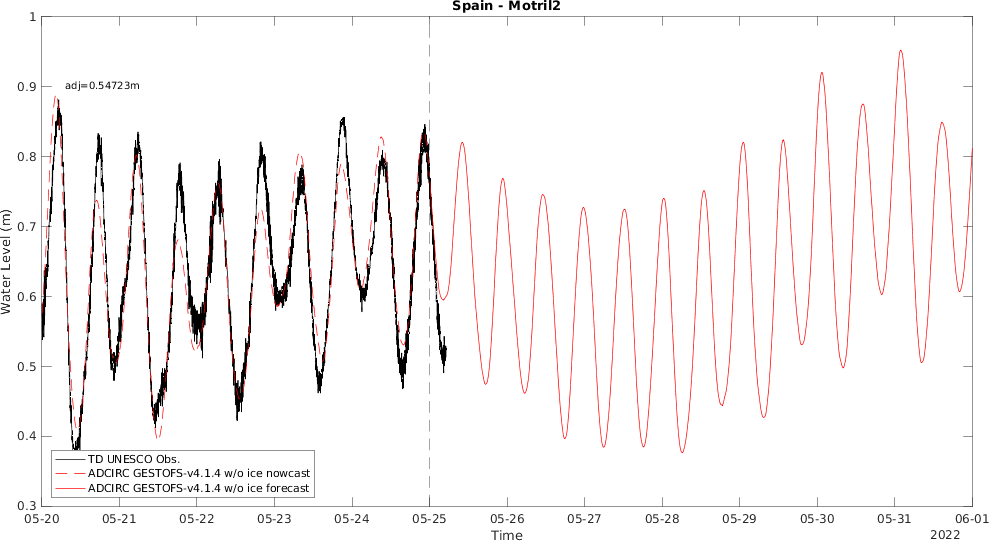 Spain - Motril2
adj=0.54723m
Water Level (m)
1
0.9
0.8
0.7
0.6
0.5
0.4
0.3
TD UNESCO Obs.
ADCIRC GESTOFS-v4.1.4 w/o ice nowcast
ADCIRC GESTOFS-v4.1.4 w/o ice forecast
05-20 05-21 05-22 05-23 05-24 05-25 05-26 05-27 05-28 05-29 05-30 05-31 06-01
Time
2022